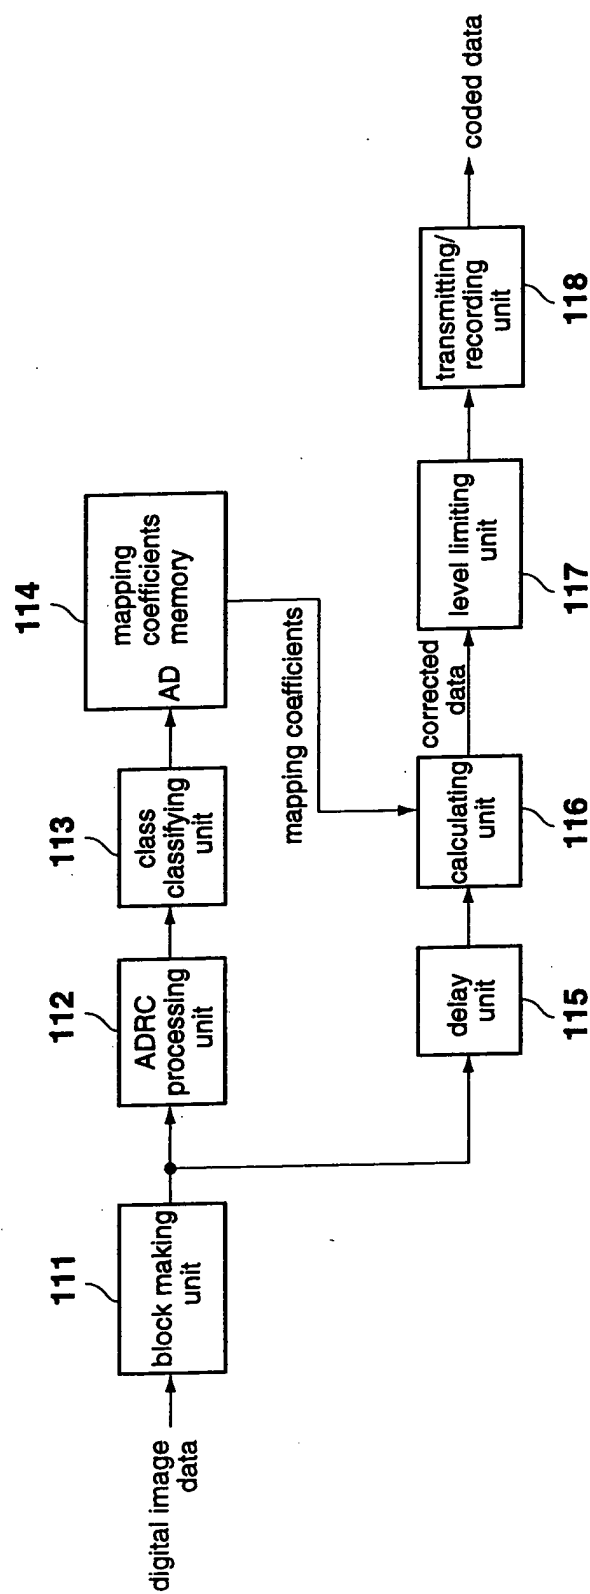 digital image
data
111
block making
unit
112
ADRC
processing
unit
113
class
classifying
unit
114
mapping
coefficients
memory
AD
mapping coefficients
115
delay
unit
116
calculating
unit
corrected
data
117
level limiting
unit
118
transmitting/
recording
unit
coded data